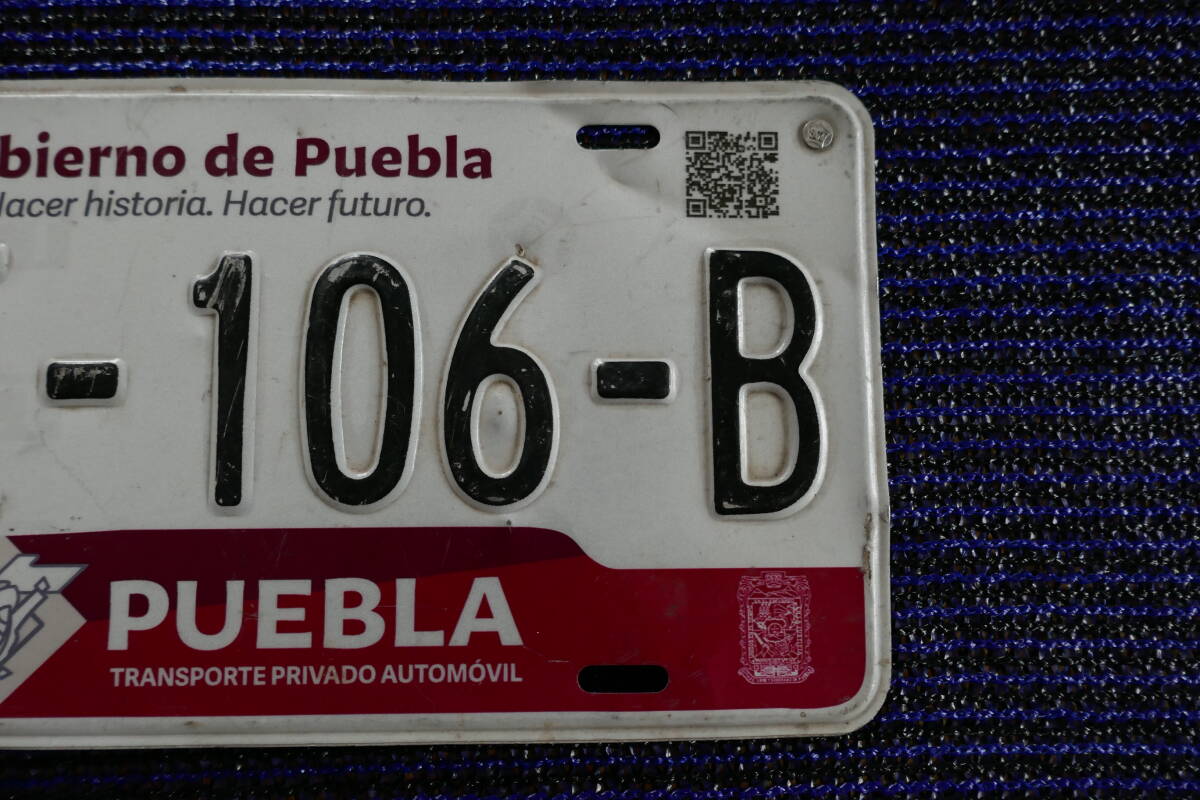 bierno de Puebla
Hacer historia. Hacer futuro.
- 106-B
PUEBLA
TRANSPORTE PRIVADO AUTOMÓVIL